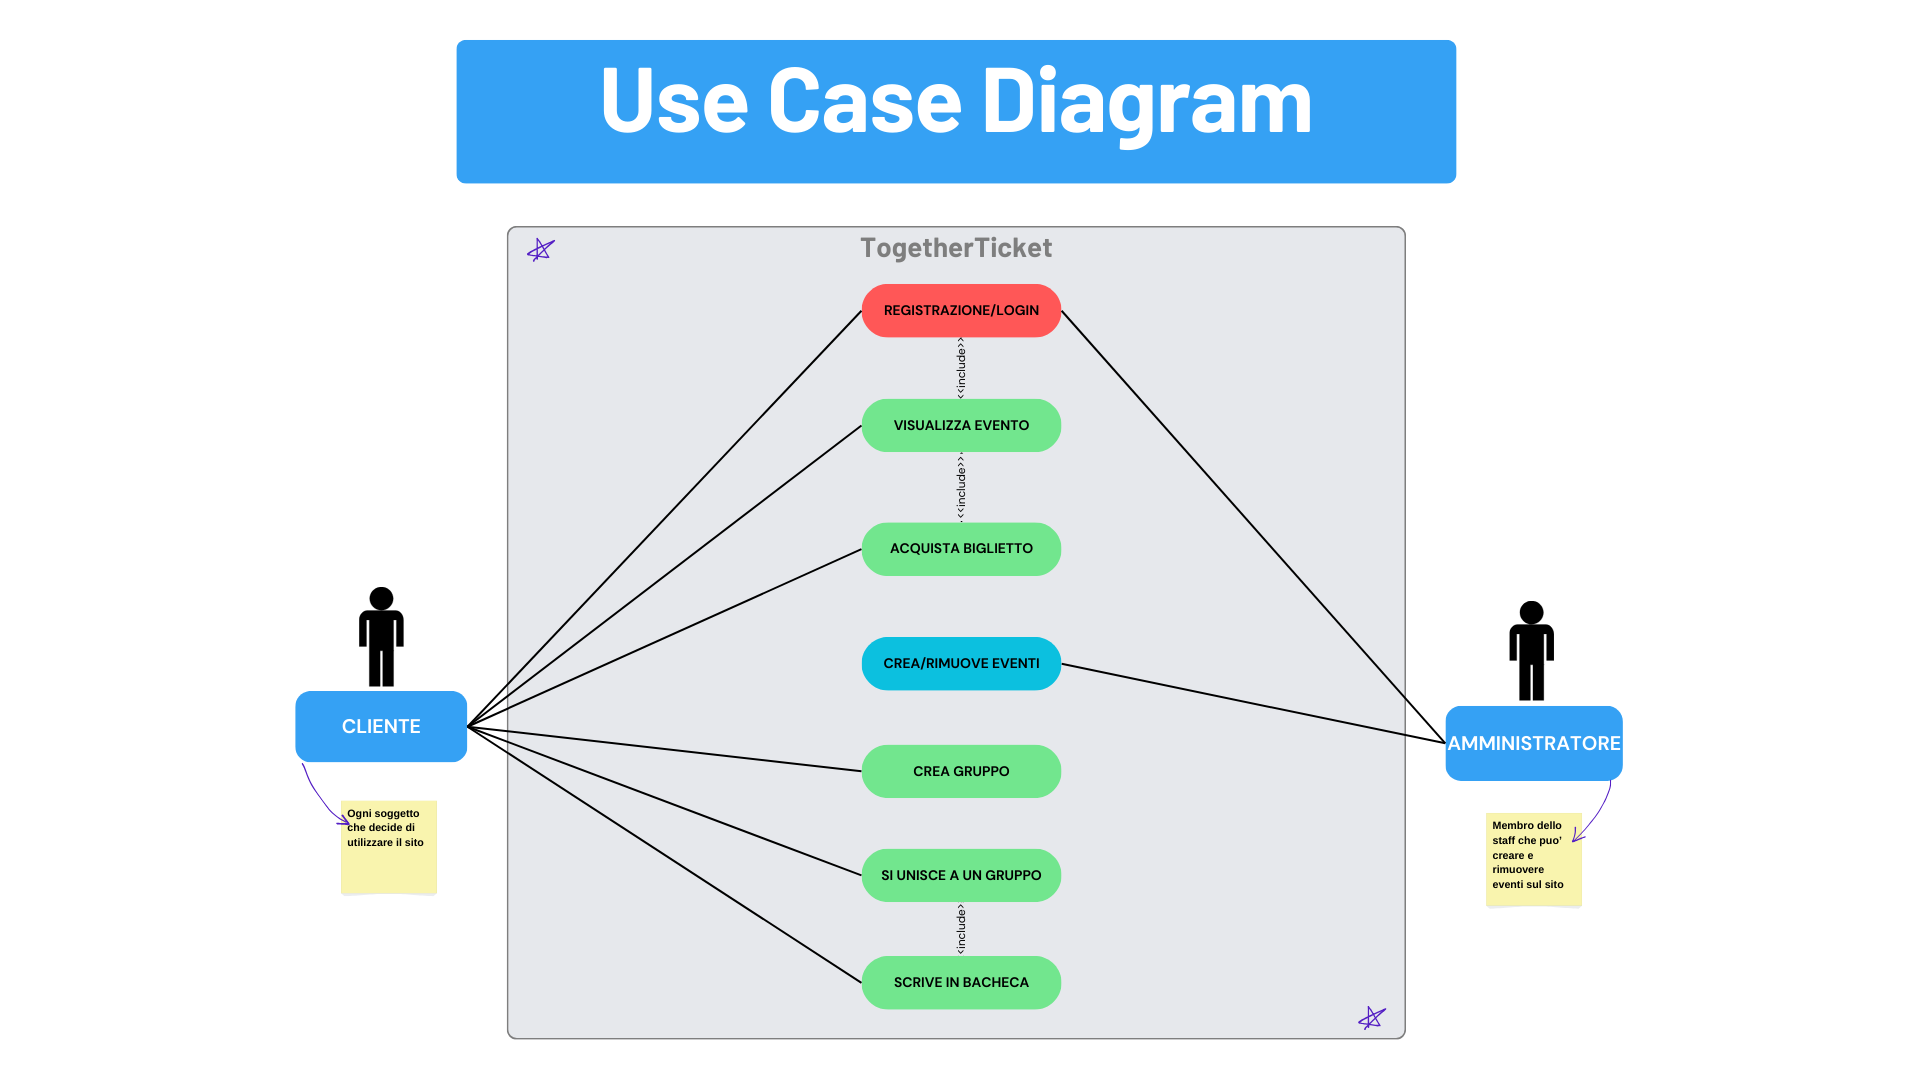 Use Case Diagram
TogetherTicket
REGISTRAZIONE/LOGIN
<<include>>
VISUALIZZA EVENTO
<<include>>
ACQUISTA BIGLIETTO
CREA/RIMUOVE EVENTI
CLIENTE
AMMINISTRATORE
CREA GRUPPO
Ogni soggetto
che decide di
utilizzare il sito
Membro dello
staff che puo'
creare e
rimuovere
eventi sul sito
SI UNISCE A UN GRUPPO
<include>
SCRIVE IN BACHECA